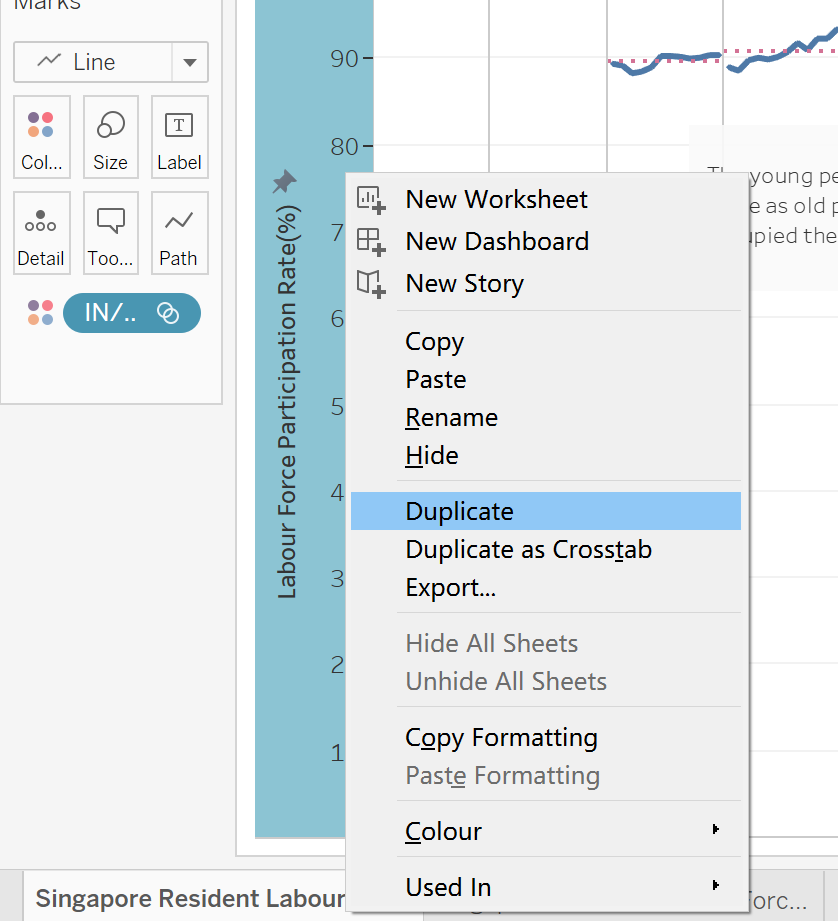 Marks
Line
Col...
Size
Label
Detail
Too...
Path
IN/..
Labour Force Participation Rate(%)
90
80
7
6
5
4
3
2
1
young pe
e as old p
upied the
New Worksheet
New Dashboard
New Story
Copy
Paste
Rename
Hide
Duplicate
Duplicate as Crosstab
Export...
Hide All Sheets
Unhide All Sheets
Copy Formatting
Paste Formatting
Colour
Used In
Singapore Resident Labour
orc...